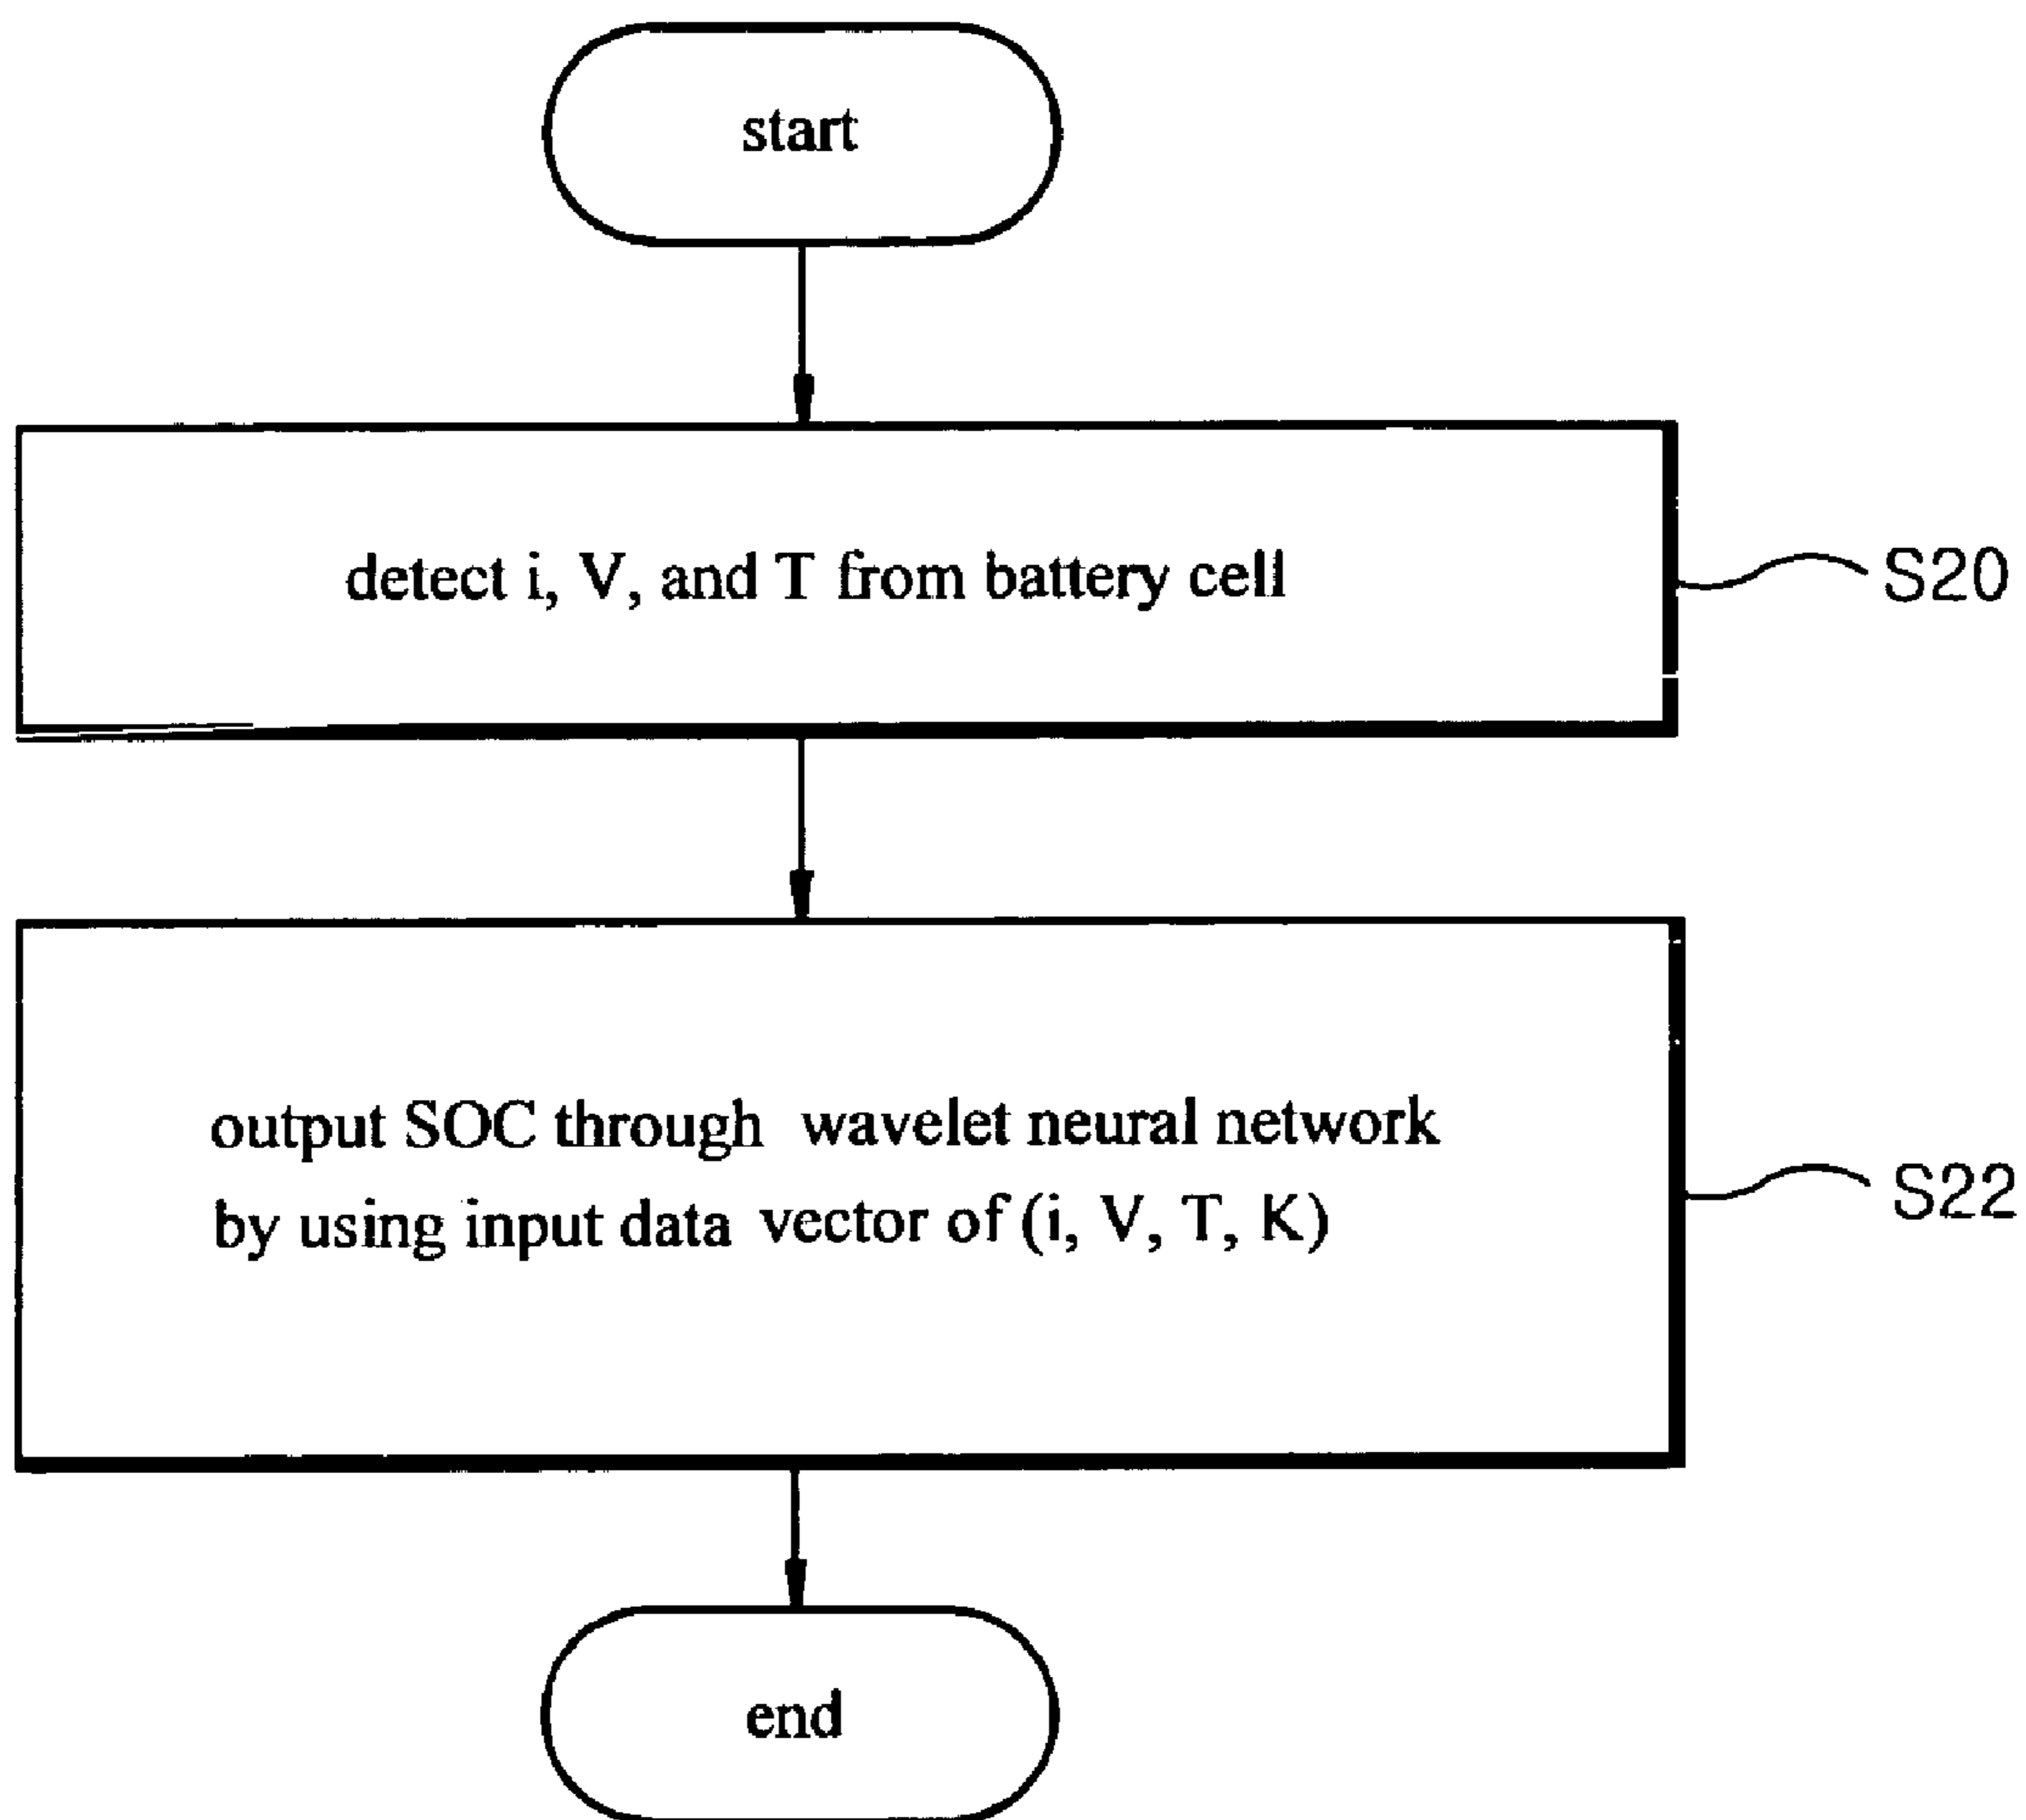 start
detect i, V, and T from battery cell
S20
output SOC through wavelet neural network
by using input data vector of (i, V, T, K)
S22
end